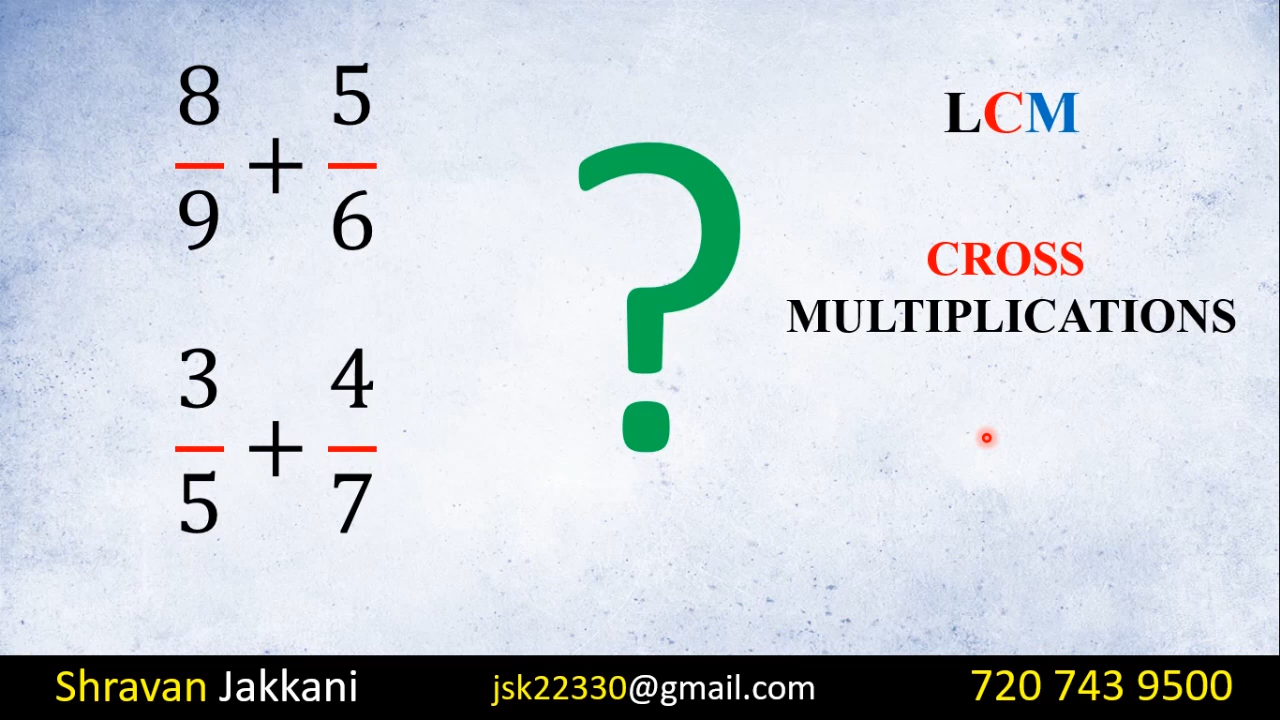 8/9 + 5/6
?
LCM
CROSS
MULTIPLICATIONS
3/5 + 4/7
Shravan Jakkani
jsk22330@gmail.com
720 743 9500